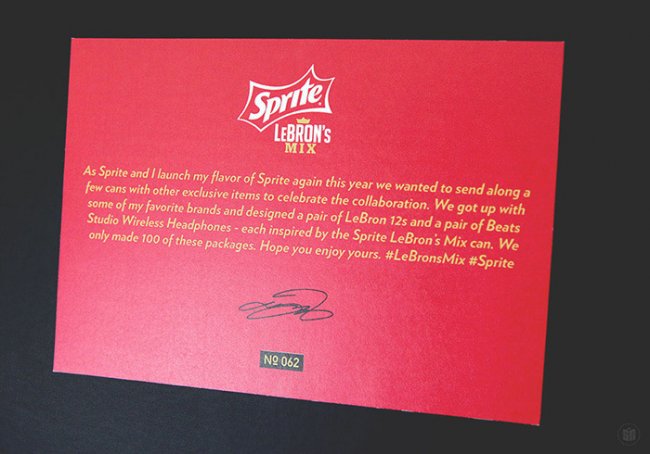 Sprite
LeBRON's
MIX
As Sprite and I launch my flavor of Sprite again this year we wanted to send along a
few cans with other exclusive items to celebrate the collaboration. We got up with
some of my favorite brands and designed a pair of LeBron 12s and a pair of Beats
Studio Wireless Headphones - each inspired by the Sprite LeBron's Mix can. We
only made 100 of these packages. Hope you enjoy yours. #LeBronsMix #Sprite
Nº 062